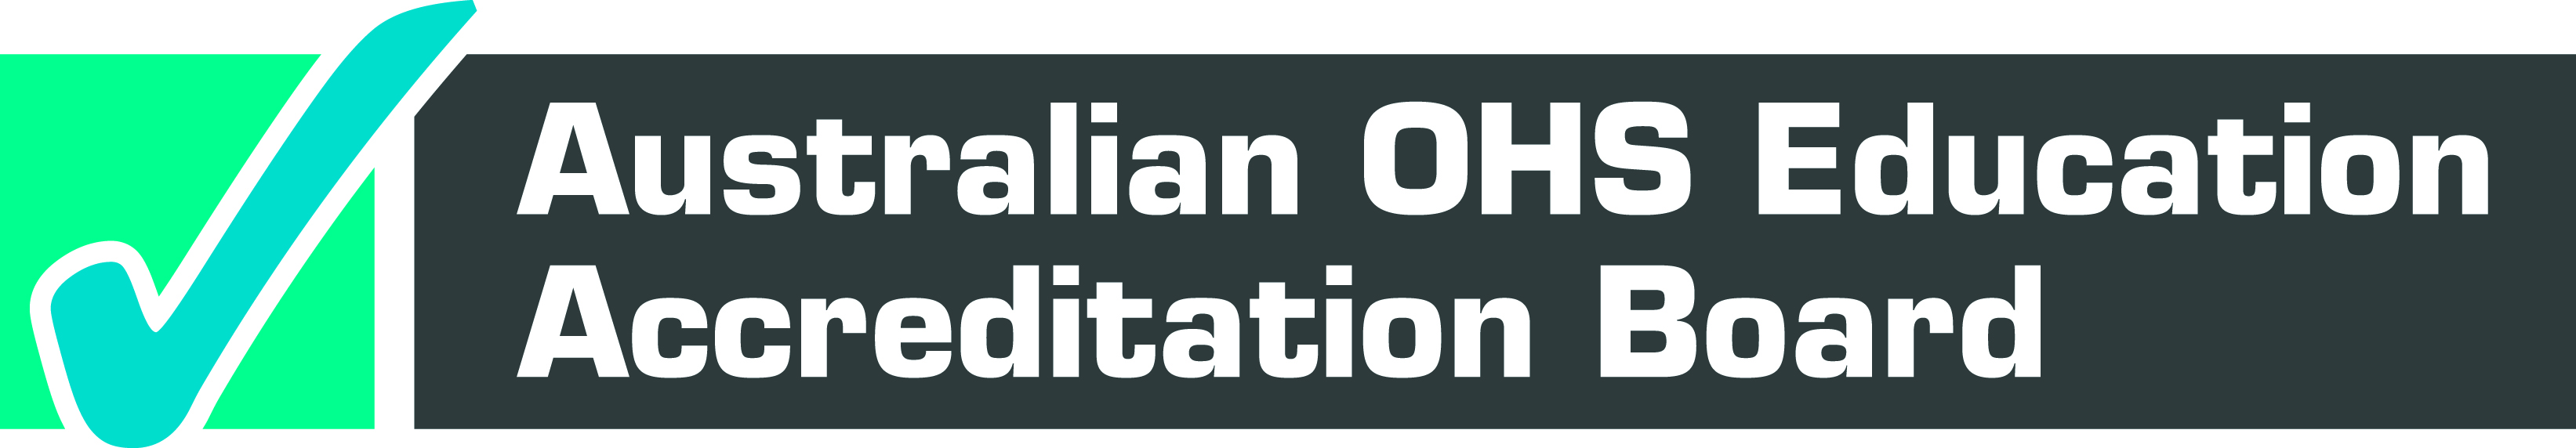 Australian OHS Education
Accreditation Board